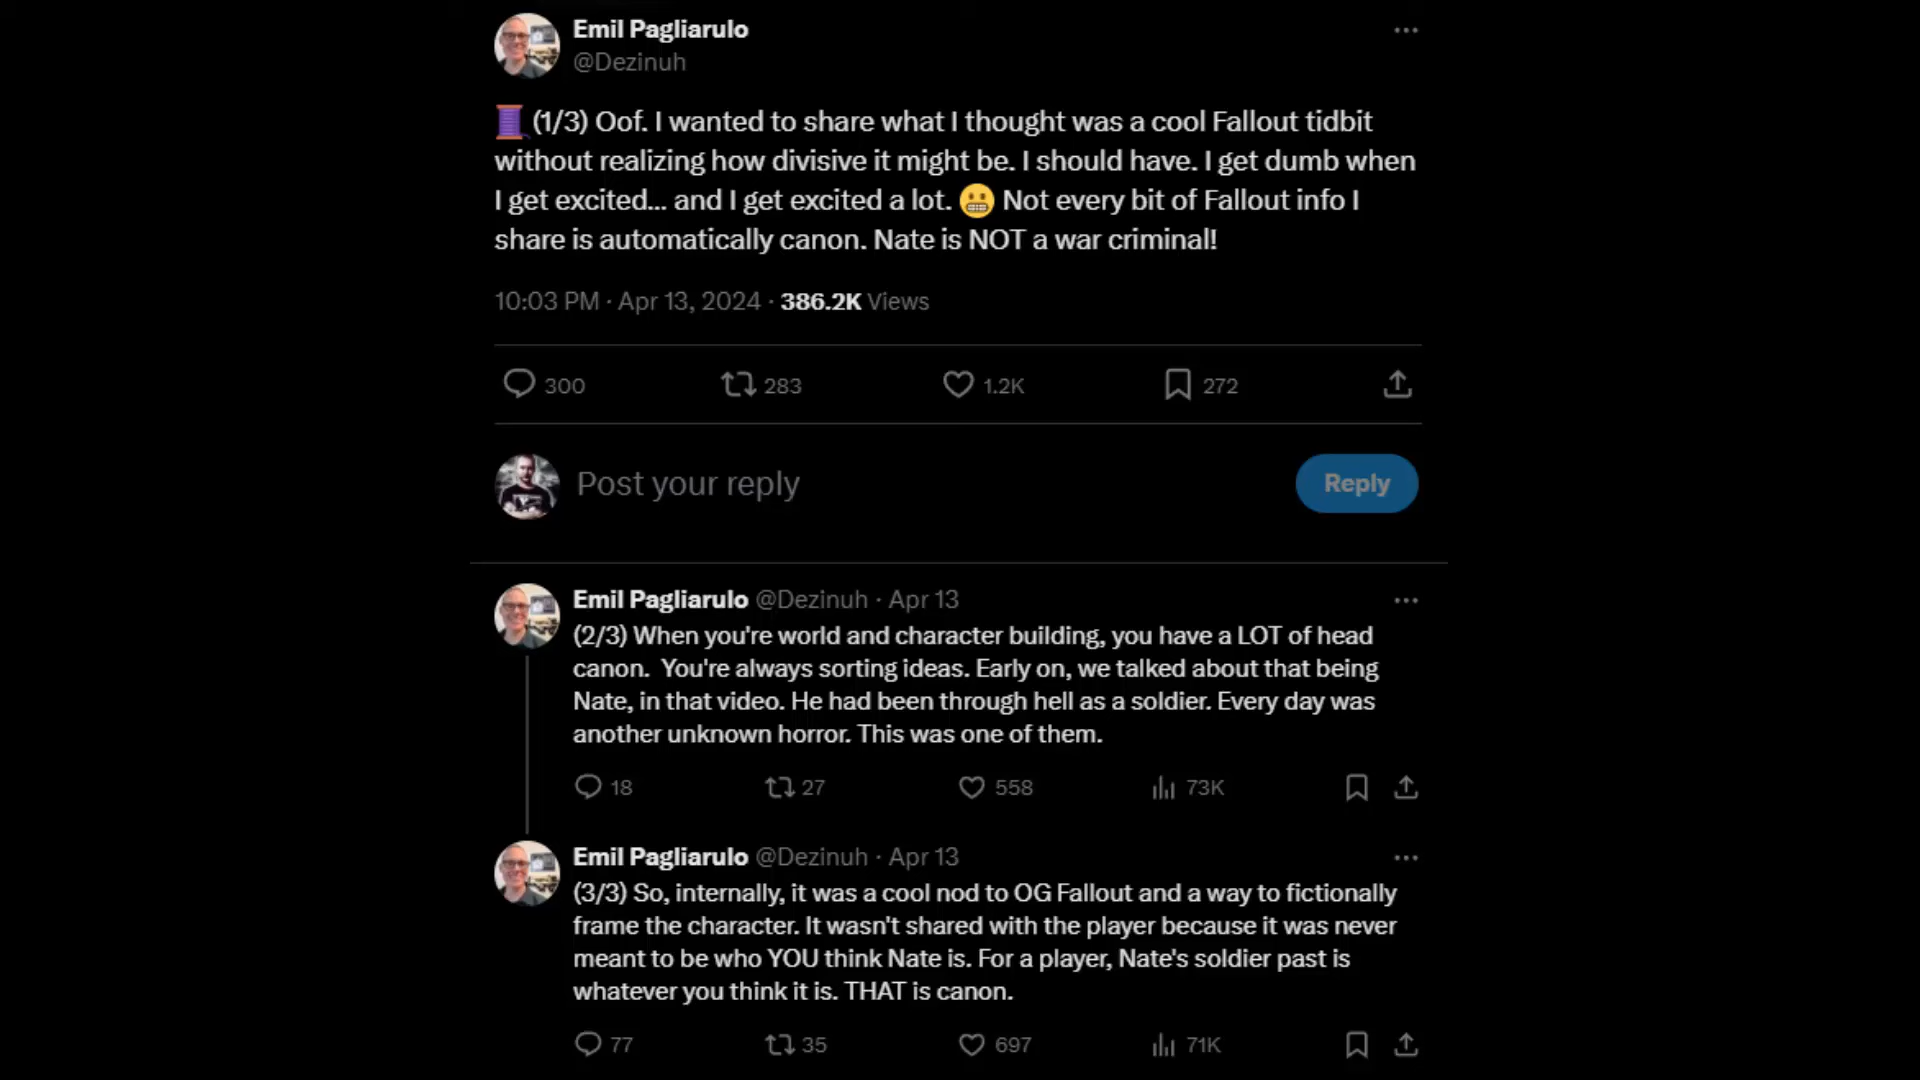 Emil Pagliarulo
@Dezinuh
🧵 (1/3) Oof. I wanted to share what I thought was a cool Fallout tidbit
without realizing how divisive it might be. I should have. I get dumb when
I get excited... and I get excited a lot. 😬 Not every bit of Fallout info I
share is automatically canon. Nate is NOT a war criminal!
10:03 PM · Apr 13, 2024 · 386.2K Views
300 283 1.2K 272
Post your reply Reply
Emil Pagliarulo @Dezinuh · Apr 13
(2/3) When you're world and character building, you have a LOT of head
canon.  You're always sorting ideas. Early on, we talked about that being
Nate, in that video. He had been through hell as a soldier. Every day was
another unknown horror. This was one of them.
18 27 558 73K
Emil Pagliarulo @Dezinuh · Apr 13
(3/3) So, internally, it was a cool nod to OG Fallout and a way to fictionally
frame the character. It wasn't shared with the player because it was never
meant to be who YOU think Nate is. For a player, Nate's soldier past is
whatever you think it is. THAT is canon.
77 35 697 71K